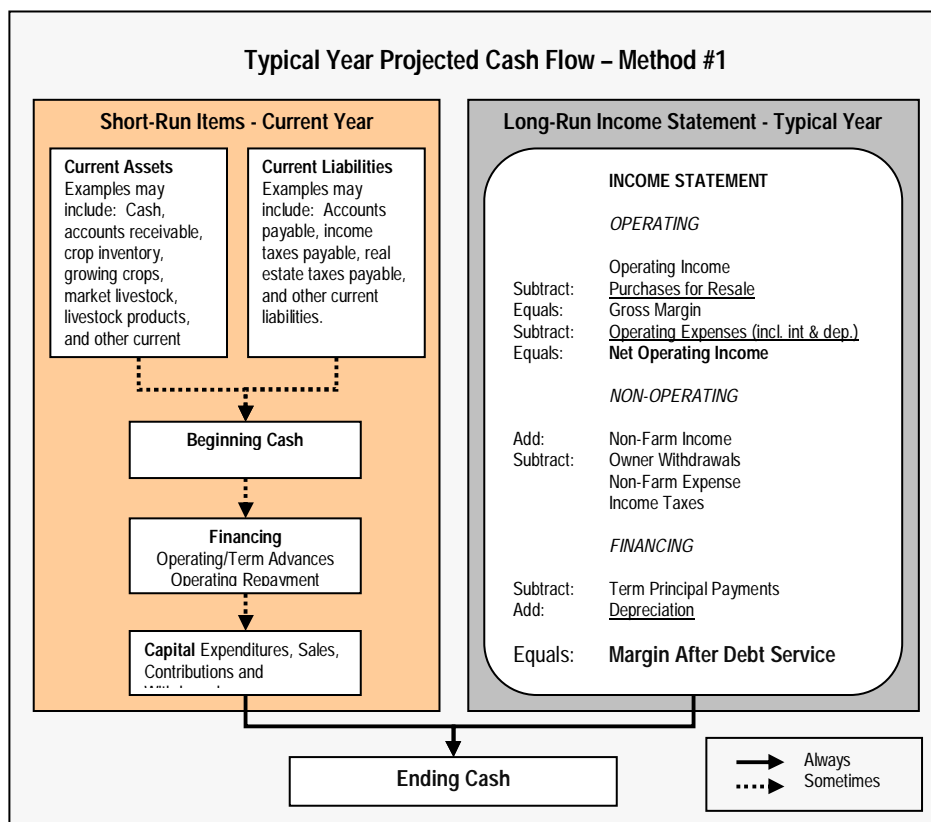 Typical Year Projected Cash Flow – Method #1
Short-Run Items - Current Year
Current Assets
Examples may
include: Cash,
accounts receivable,
crop inventory,
growing crops,
market livestock,
livestock products,
and other current
Current Liabilities
Examples may
include: Accounts
payable, income
taxes payable, real
estate taxes payable,
and other current
liabilities.
Beginning Cash
Financing
Operating/Term Advances
Operating Repayment
Capital Expenditures, Sales,
Contributions and
Long-Run Income Statement - Typical Year
INCOME STATEMENT
OPERATING
Operating Income
Subtract: Purchases for Resale
Equals: Gross Margin
Subtract: Operating Expenses (incl. int & dep.)
Equals: Net Operating Income
NON-OPERATING
Add: Non-Farm Income
Subtract: Owner Withdrawals
Non-Farm Expense
Income Taxes
FINANCING
Subtract: Term Principal Payments
Add: Depreciation
Equals: Margin After Debt Service
Ending Cash
Always
Sometimes